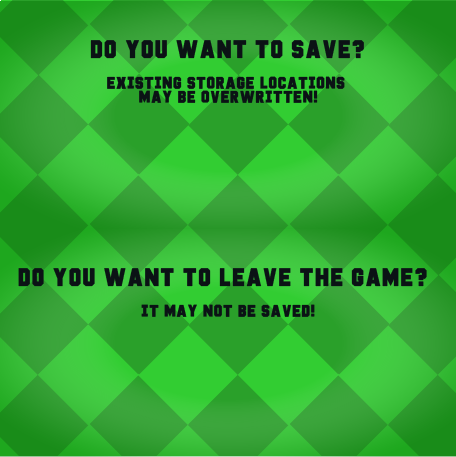 DO YOU WANT TO SAVE?
EXISTING STORAGE LOCATIONS
MAY BE OVERWRITTEN!
DO YOU WANT TO LEAVE THE GAME?
IT MAY NOT BE SAVED!